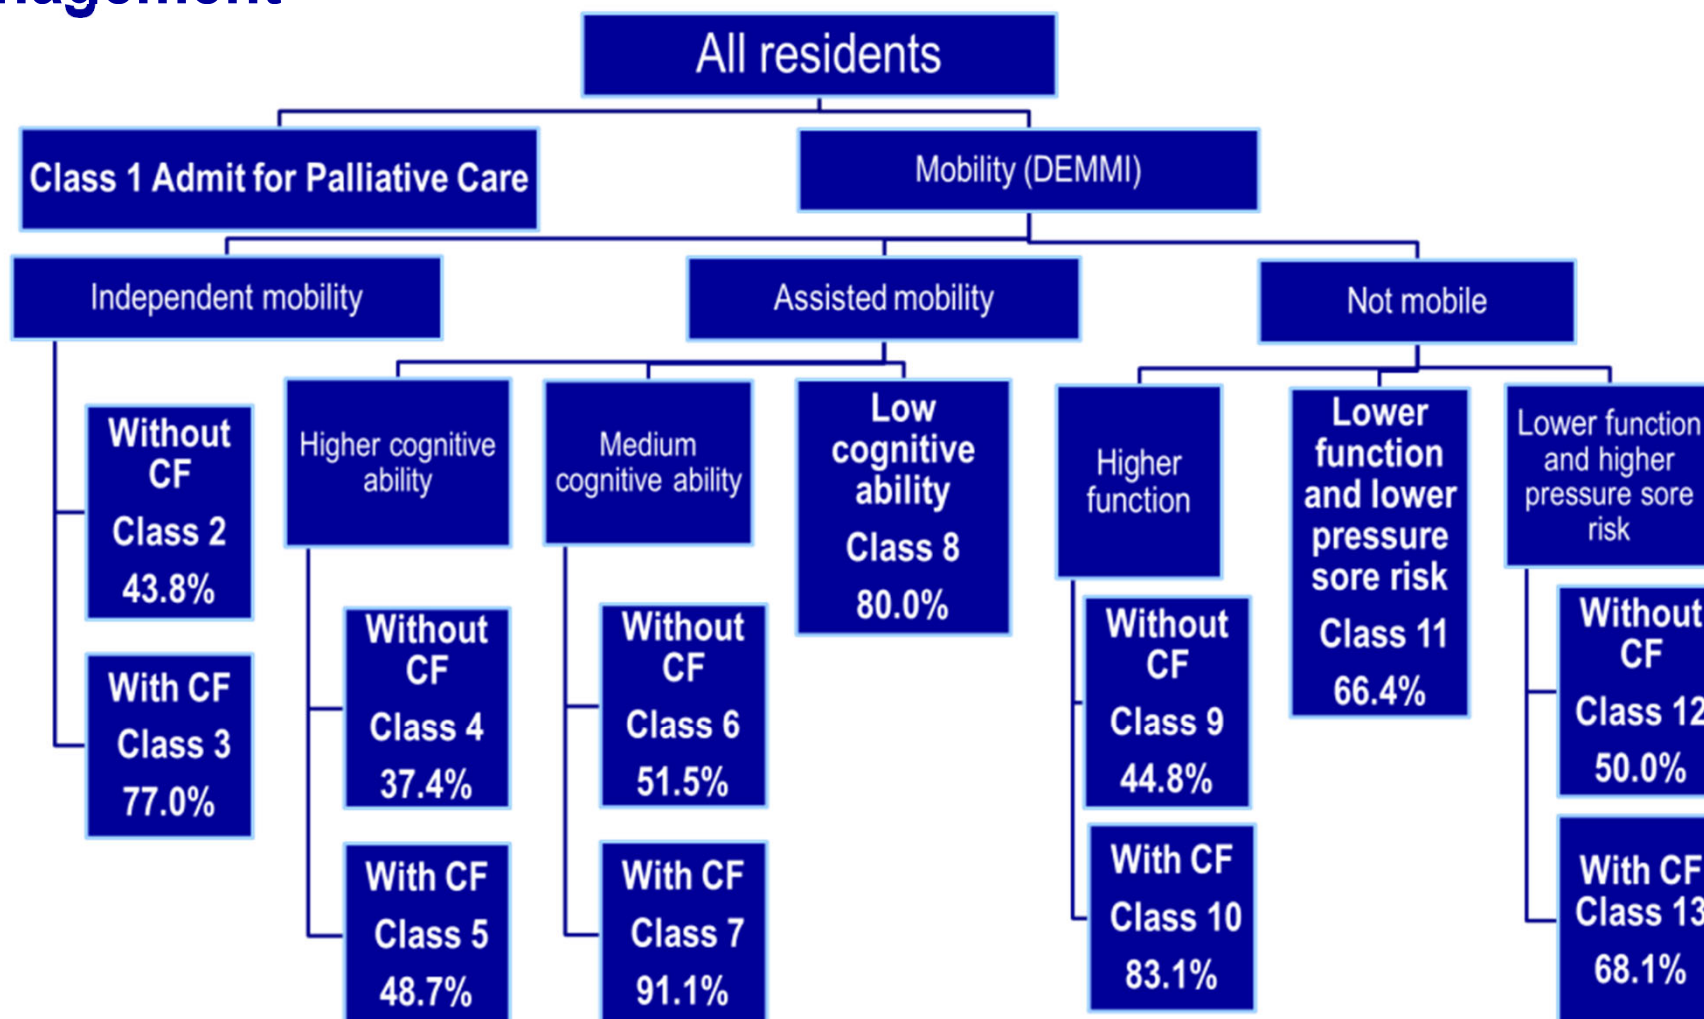 All residents
Class 1 Admit for Palliative Care
Mobility (DEMMI)
Independent mobility
Assisted mobility
Not mobile
Without
CF
Class 2
43.8%
With CF
Class 3
77.0%
Higher cognitive
ability
Without
CF
Class 4
37.4%
With CF
Class 5
48.7%
Medium
cognitive ability
Without
CF
Class 6
51.5%
With CF
Class 7
91.1%
Low
cognitive
ability
Class 8
80.0%
Higher
function
Without
CF
Class 9
44.8%
With CF
Class 10
83.1%
Lower
function
and lower
pressure
sore risk
Class 11
66.4%
Lower function
and higher
pressure sore
risk
Without
CF
Class 12
50.0%
With CF
Class 13
68.1%